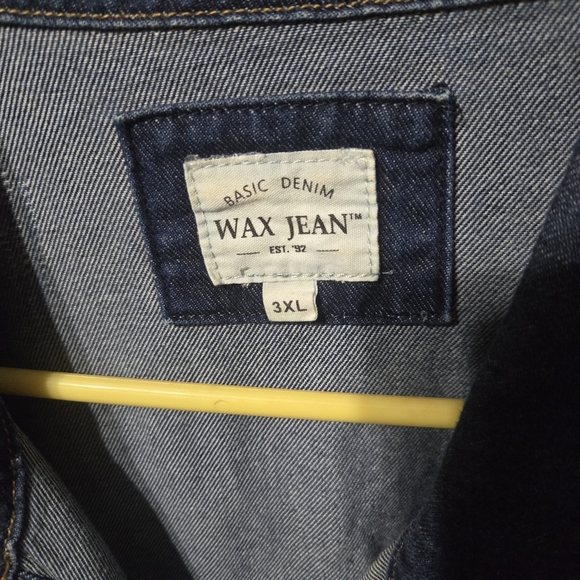 BASIC DENIM
WAX JEAN™
EST. '92
3XL